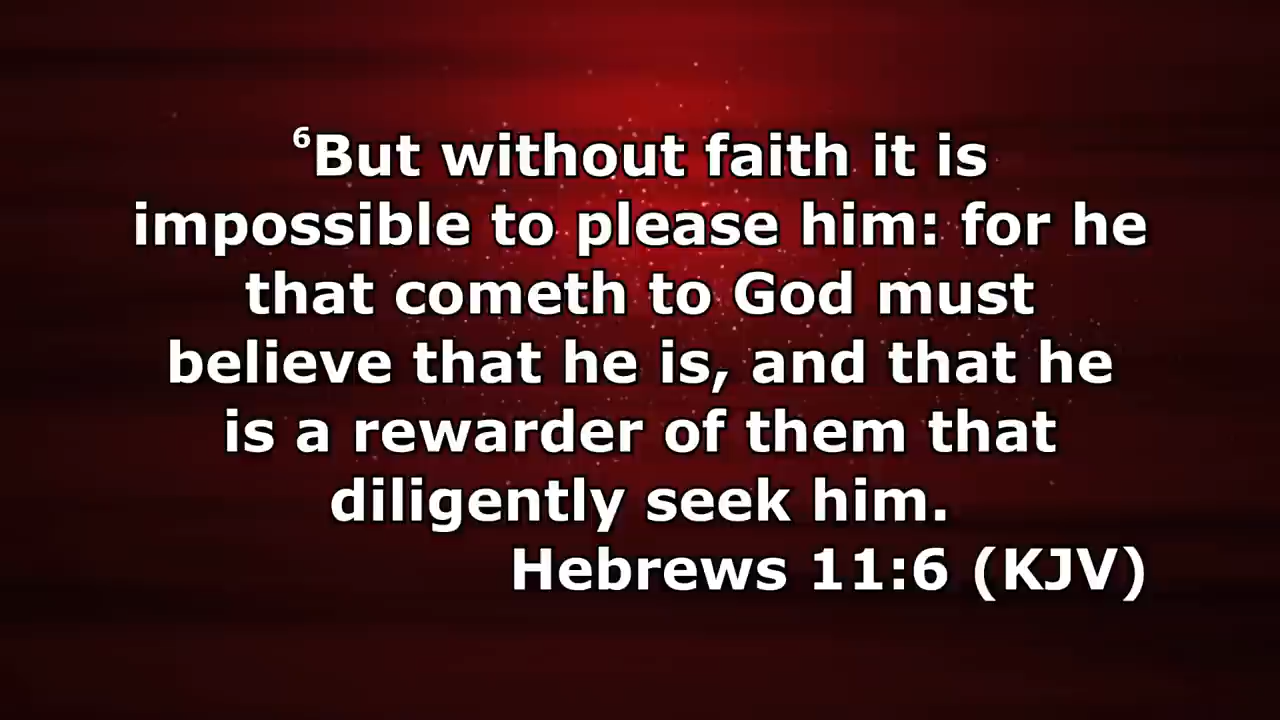 ⁶But without faith it is
impossible to please him: for he
that cometh to God must
believe that he is, and that he
is a rewarder of them that
diligently seek him.
Hebrews 11:6 (KJV)